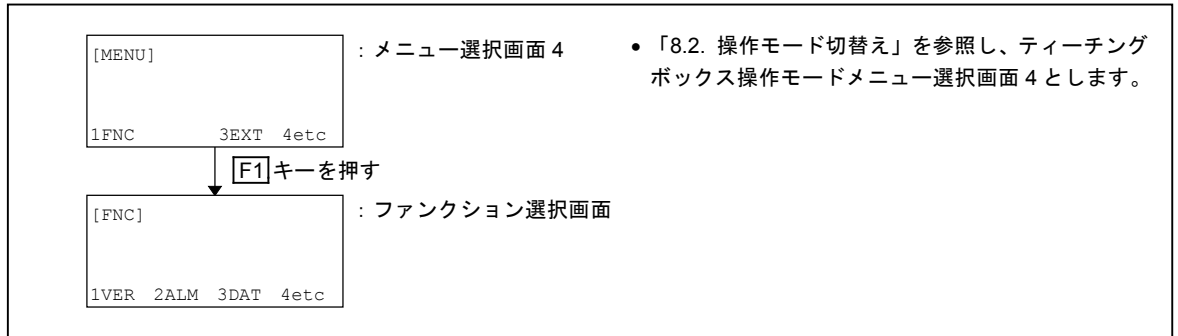 [MENU]
：メニュー選択画面 4
1FNC 3EXT 4etc
F1 キーを押す
[FNC]
：ファンクション選択画面
1VER 2ALM 3DAT 4etc
• 「8.2. 操作モード切替え」を参照し、ティーチング
ボックス操作モードメニュー選択画面 4 とします。